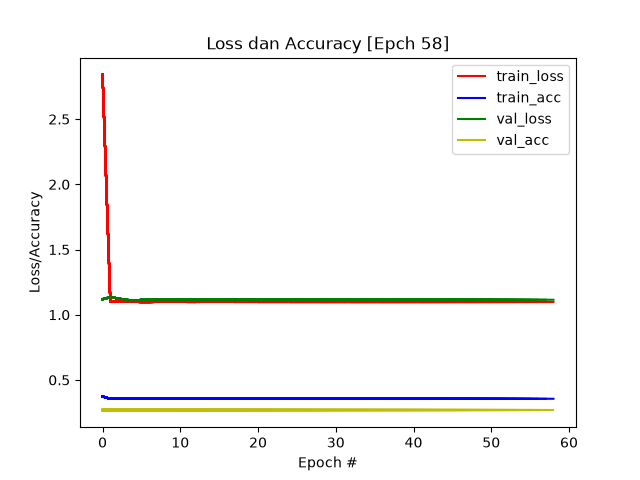 Loss dan Accuracy [Epch 58]
train_loss
train_acc
val_loss
val_acc
Loss/Accuracy
2.5
2.0
1.5
1.0
0.5
0 10 20 30 40 50 60
Epoch #